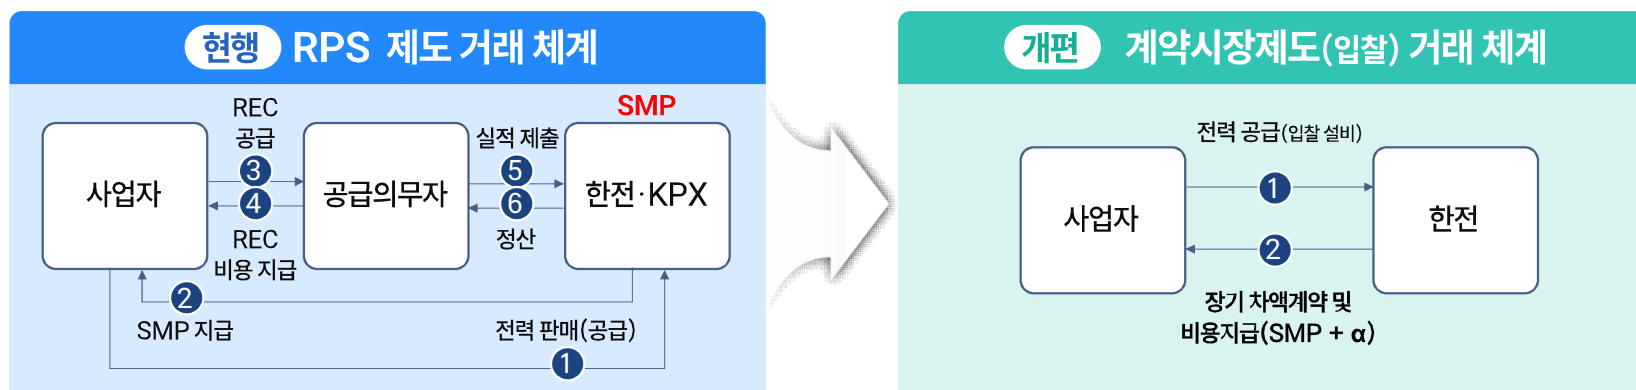 현행 RPS 제도 거래 체계
REC
공급
SMP
실적 제출
사업자
3
4
공급의무자
5
6
한전·KPX
REC
비용 지급
정산
2
SMP 지급
전력 판매(공급)
1
개편 계약시장제도(입찰) 거래 체계
전력 공급(입찰 설비)
사업자
1
2
한전
장기 차액계약 및
비용지급(SMP + α)